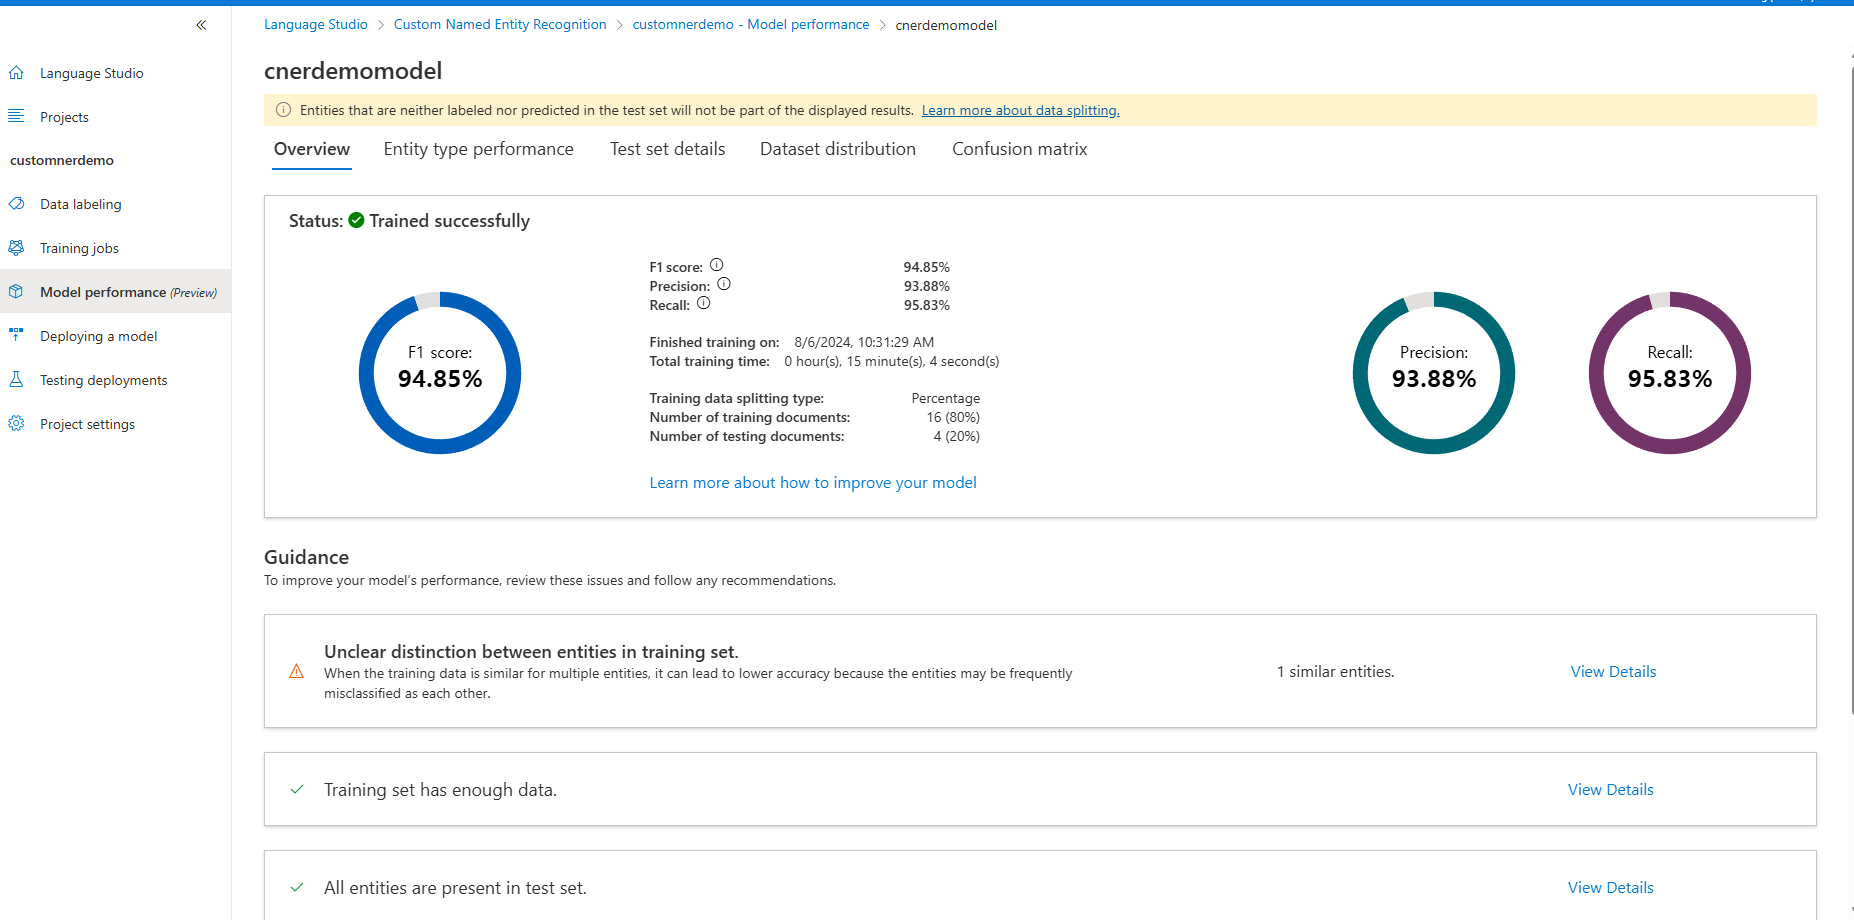 Language Studio > Custom Named Entity Recognition > customnerdemo - Model performance > cnerdemomodel
Language Studio
Projects
customnerdemo
Data labeling
Training jobs
Model performance (Preview)
Deploying a model
Testing deployments
Project settings
cnerdemomodel
Entities that are neither labeled nor predicted in the test set will not be part of the displayed results. Learn more about data splitting.
Overview Entity type performance Test set details Dataset distribution Confusion matrix
Status: Trained successfully
F1 score:
94.85%
F1 score: 94.85%
Precision: 93.88%
Recall: 95.83%
Finished training on: 8/6/2024, 10:31:29 AM
Total training time: 0 hour(s), 15 minute(s), 4 second(s)
Training data splitting type: Percentage
Number of training documents: 16 (80%)
Number of testing documents: 4 (20%)
Learn more about how to improve your model
Precision:
93.88%
Recall:
95.83%
Guidance
To improve your model's performance, review these issues and follow any recommendations.
Unclear distinction between entities in training set.
When the training data is similar for multiple entities, it can lead to lower accuracy because the entities may be frequently
misclassified as each other.
1 similar entities.
View Details
Training set has enough data.
View Details
All entities are present in test set.
View Details